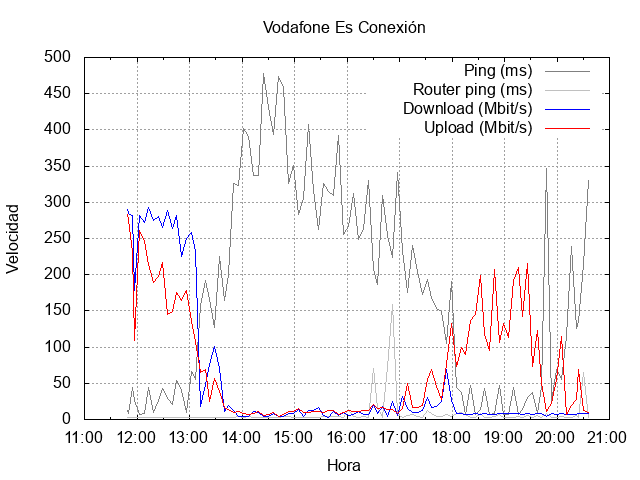 Vodafone Es Conexión
500
450
400
350
300
250
200
150
100
50
0
Velocidad
Ping (ms)
Router ping (ms)
Download (Mbit/s)
Upload (Mbit/s)
11:00 12:00 13:00 14:00 15:00 16:00 17:00 18:00 19:00 20:00 21:00
Hora